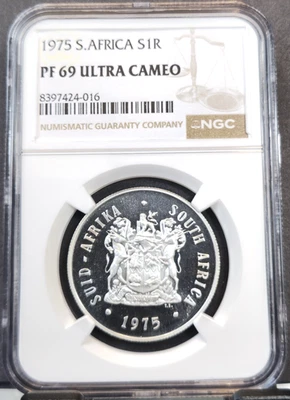 1975 S.AFRICA S1R
PF 69 ULTRA CAMEO
8397424-016
NUMISMATIC GUARANTY COMPANY
NGC
SUID-AFRIKA · SOUTH AFRICA
· 1975 ·